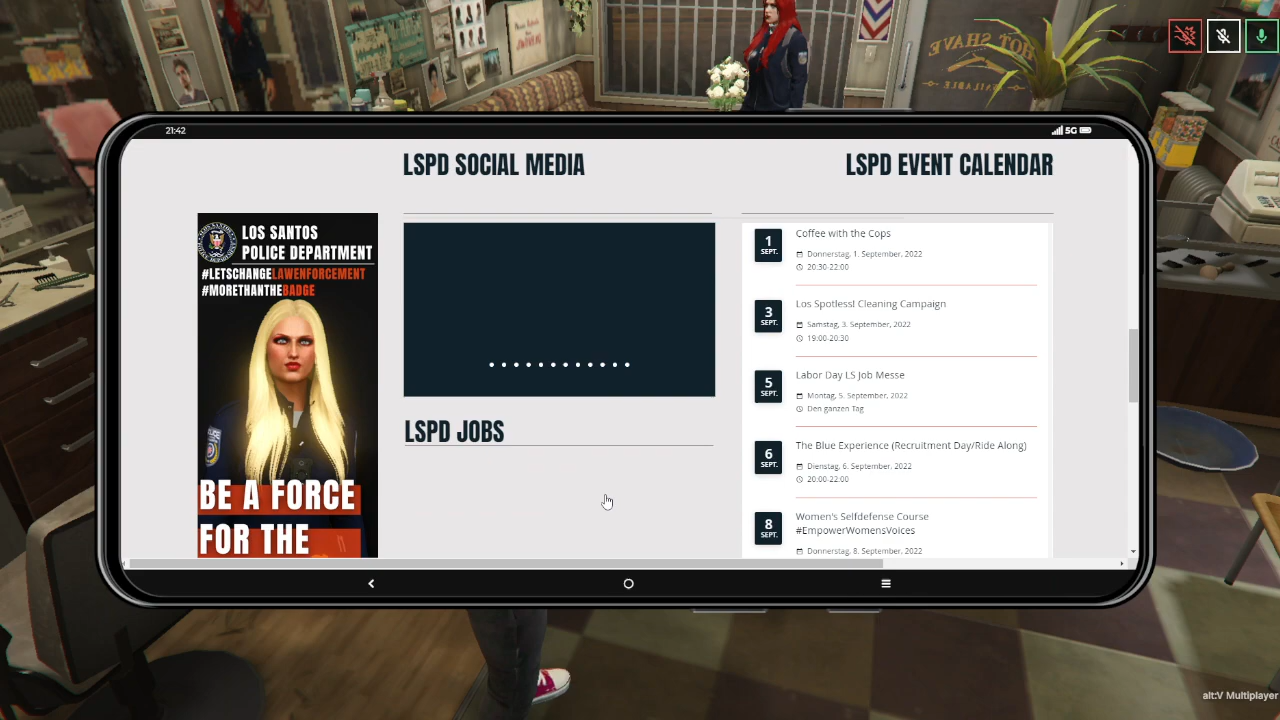 HOT SHAVE
AVAILABLE
21:42
5G
LSPD SOCIAL MEDIA
LSPD EVENT CALENDAR
LOS SANTOS
POLICE DEPARTMENT
#LETSCHANGELAWENFORCEMENT
#MORETHANTHEBADGE
BE A FORCE
FOR THE
LSPD JOBS
1
SEPT.
Coffee with the Cops
Donnerstag, 1. September, 2022
20:30-22:00
3
SEPT.
Los Spotless! Cleaning Campaign
Samstag, 3. September, 2022
19:00-20:30
5
SEPT.
Labor Day LS Job Messe
Montag, 5. September, 2022
Den ganzen Tag
6
SEPT.
The Blue Experience (Recruitment Day/Ride Along)
Dienstag, 6. September, 2022
20:00-22:00
8
SEPT.
Women's Selfdefense Course
#EmpowerWomensVoices
Donnerstag, 8. September, 2022
alt:V Multiplayer